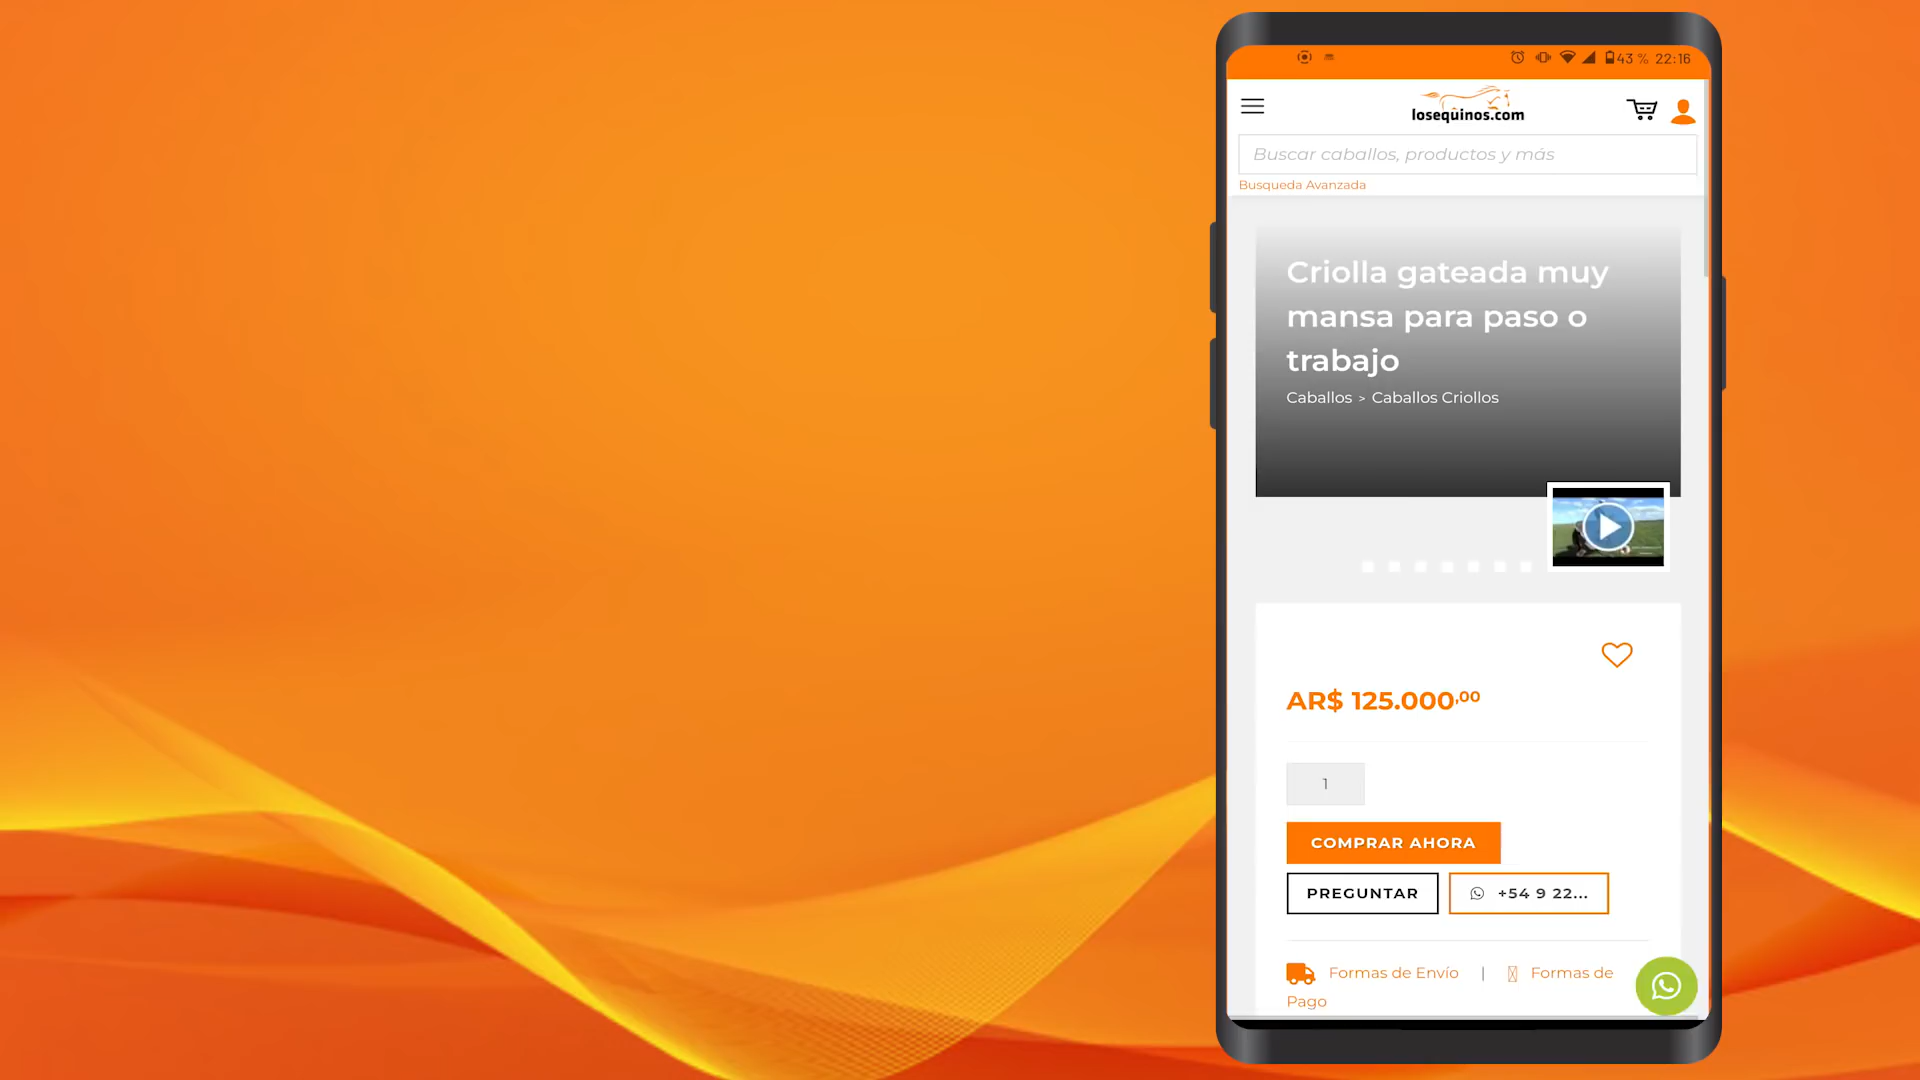 43 % 22:16
losequinos.com
Buscar caballos, productos y más
Busqueda Avanzada
Criolla gateada muy
mansa para paso o
trabajo
Caballos > Caballos Criollos
AR$ 125.000,00
1
COMPRAR AHORA
PREGUNTAR
+54 9 22...
Formas de Envío | Formas de
Pago